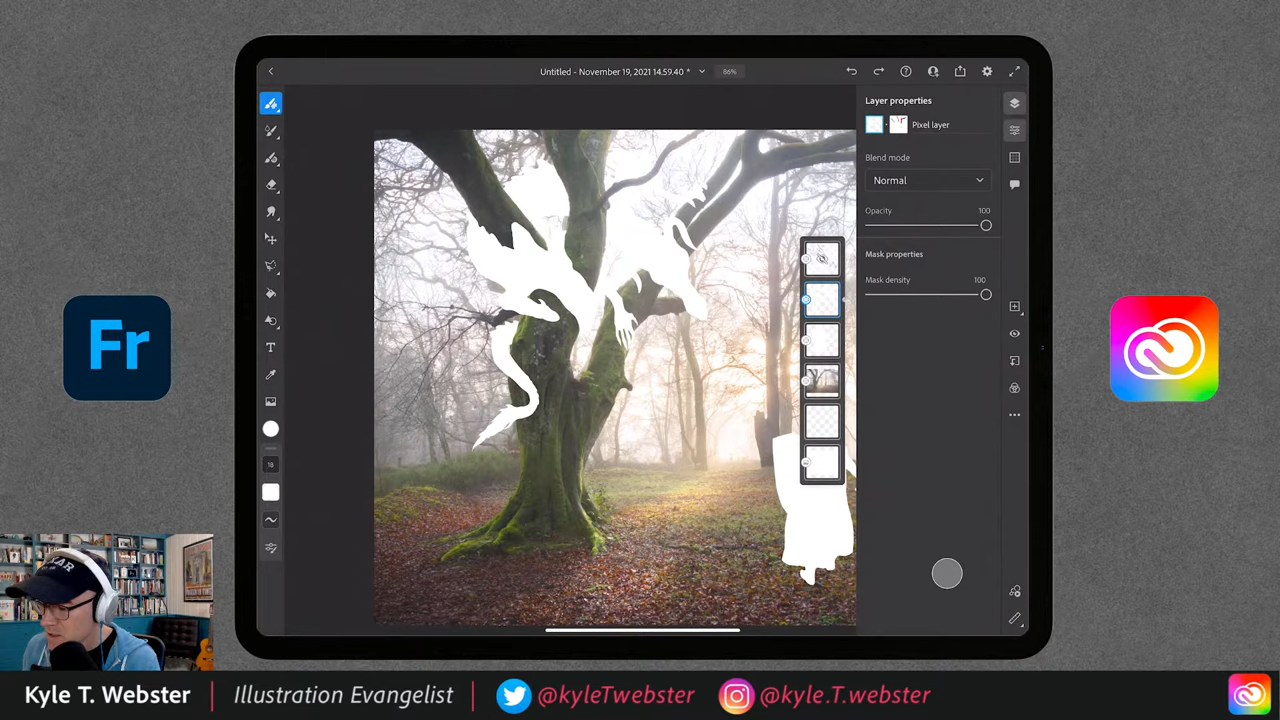 Untitled - November 19, 2021 14.59.40 *
86%
Layer properties
Pixel layer
Blend mode
Normal
Opacity
100
Mask properties
Mask density
100
18
T
Fr
Kyle T. Webster | Illustration Evangelist | @kyleTwebster @kyle.T.webster